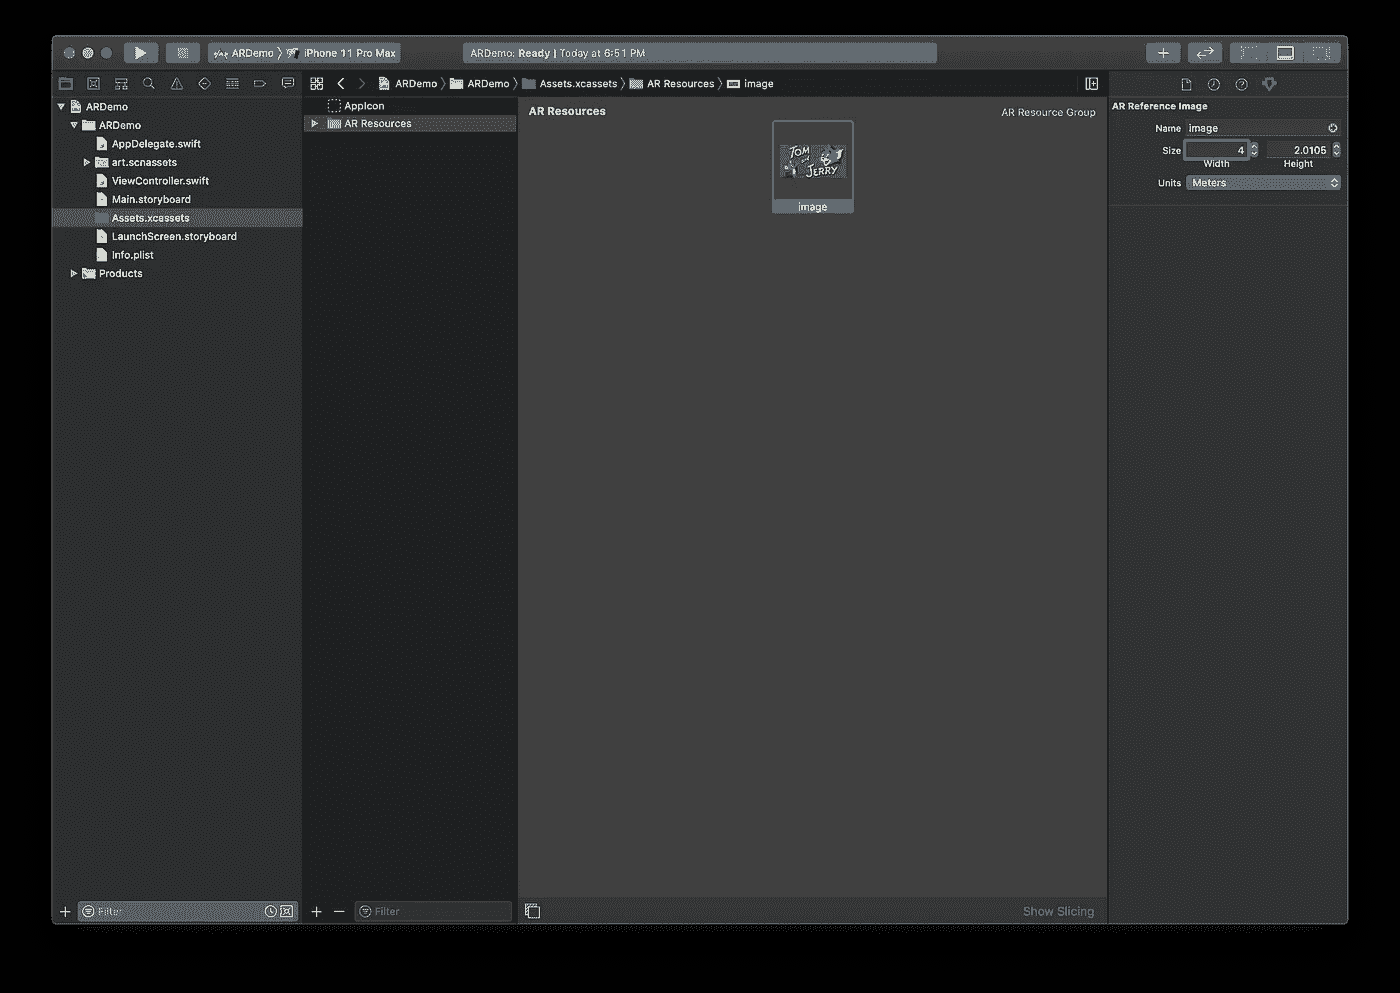 ARDemo
iPhone 11 Pro Max
ARDemo: Ready | Today at 6:51 PM
ARDemo
ARDemo
Assets.xcassets
AR Resources
image
ARDemo
ARDemo
AppDelegate.swift
art.scnassets
ViewController.swift
Main.storyboard
Assets.xcassets
LaunchScreen.storyboard
Info.plist
Products
AppIcon
AR Resources
AR Resources
AR Resource Group
TOM
and
JERRY
image
AR Reference Image
Name image
Size 4 2.0105
Width Height
Units Meters
Filter
Filter
Show Slicing